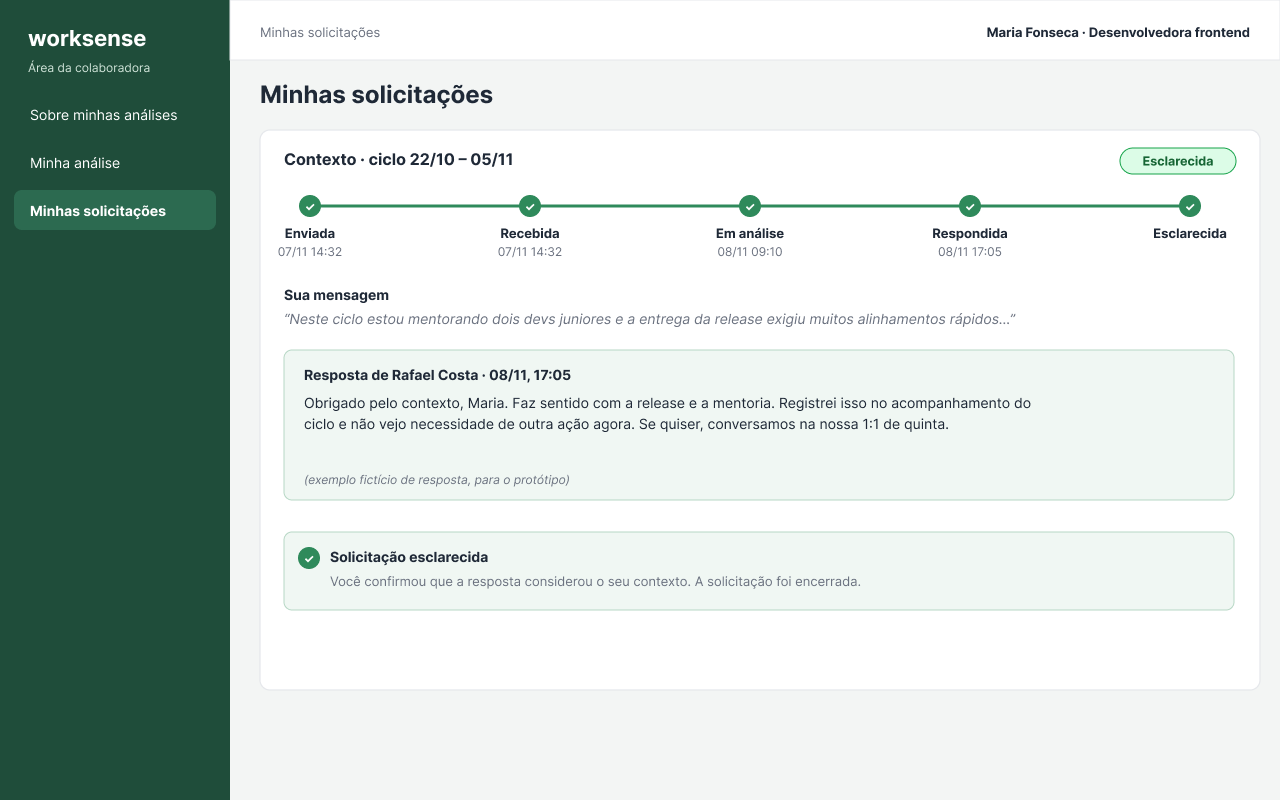 worksense
Área da colaboradora
Sobre minhas análises
Minha análise
Minhas solicitações
Minhas solicitações
Maria Fonseca · Desenvolvedora frontend
Minhas solicitações
Contexto · ciclo 22/10 – 05/11
Esclarecida
Enviada
07/11 14:32
Recebida
07/11 14:32
Em análise
08/11 09:10
Respondida
08/11 17:05
Esclarecida
Sua mensagem
“Neste ciclo estou mentorando dois devs juniores e a entrega da release exigiu muitos alinhamentos rápidos…”
Resposta de Rafael Costa · 08/11, 17:05
Obrigado pelo contexto, Maria. Faz sentido com a release e a mentoria. Registrei isso no acompanhamento do
ciclo e não vejo necessidade de outra ação agora. Se quiser, conversamos na nossa 1:1 de quinta.
(exemplo fictício de resposta, para o protótipo)
Solicitação esclarecida
Você confirmou que a resposta considerou o seu contexto. A solicitação foi encerrada.